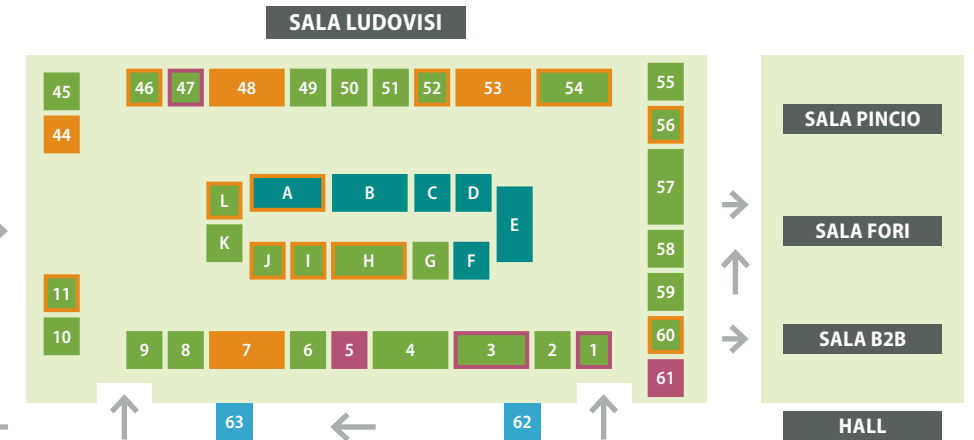 SALA LUDOVISI
45
46
47
48
49
50
51
52
53
54
55
44
56
SALA PINCIO
L
A
B
C
D
57
K
E
SALA FORI
J
I
H
G
F
58
11
59
10
9
8
7
6
5
4
3
2
1
60
SALA B2B
61
63
62
HALL